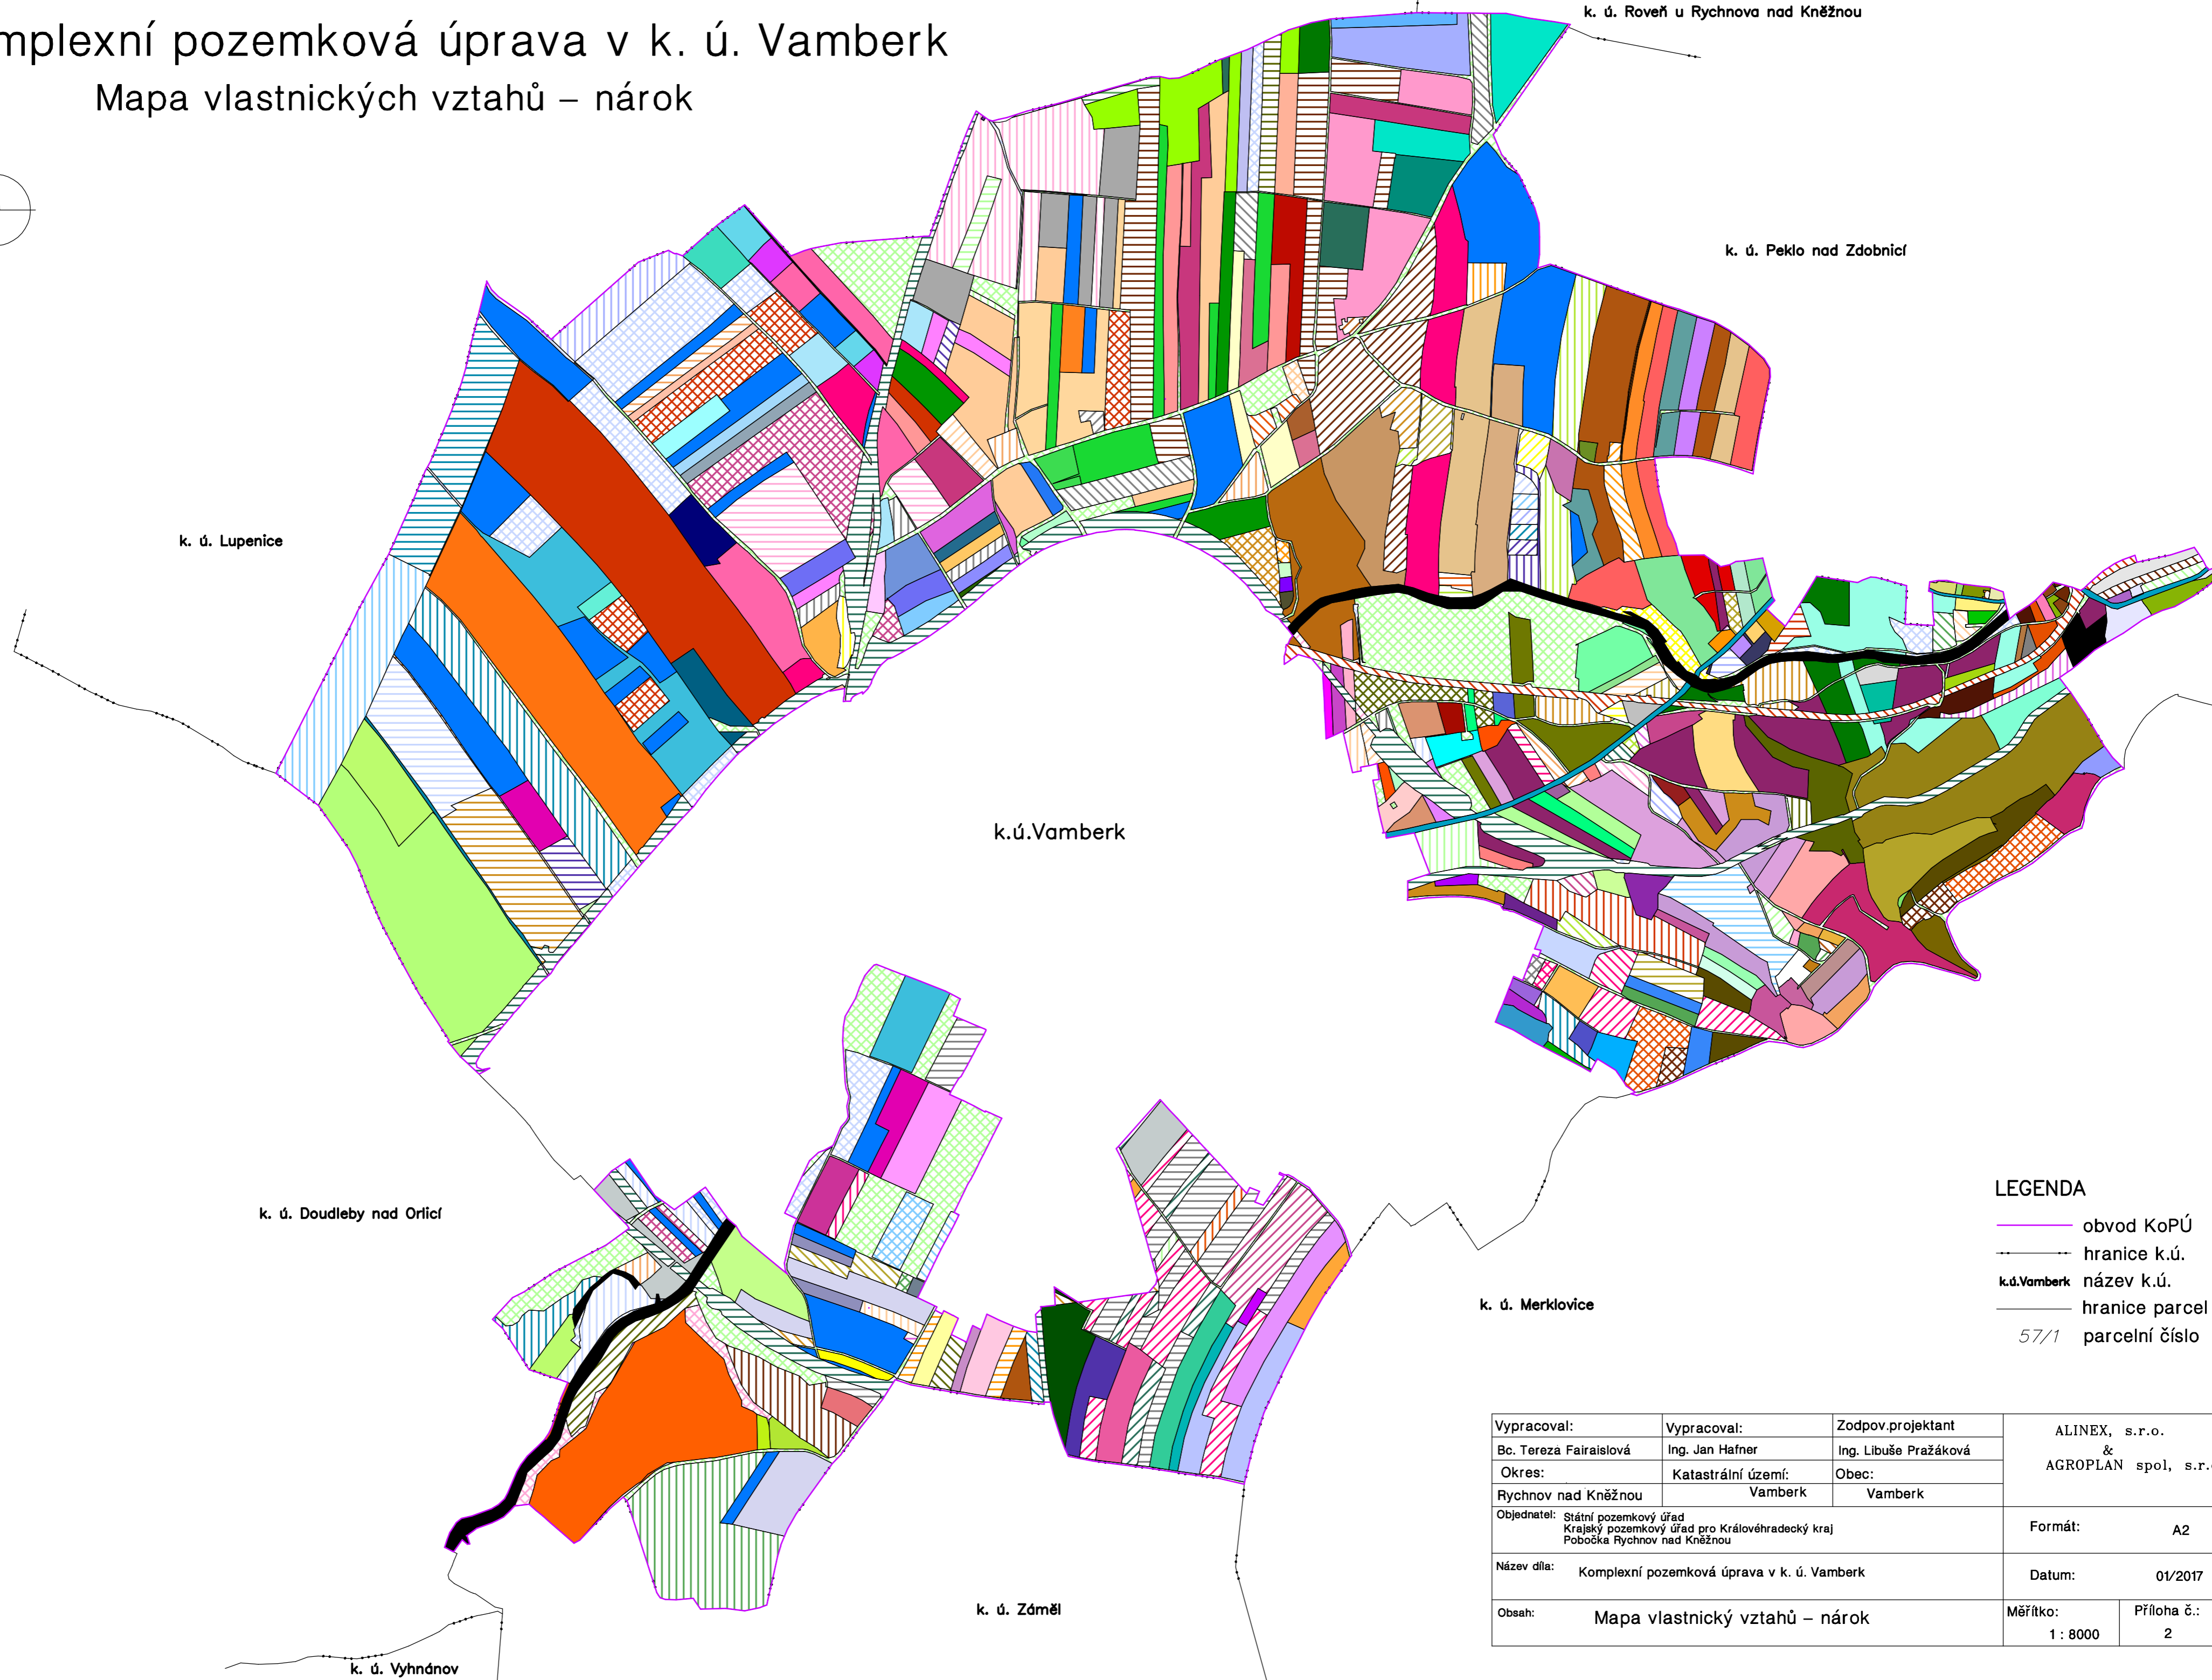 mplexní pozemková úprava v k. ú. Vamberk
Mapa vlastnických vztahů – nárok
k. ú. Roveň u Rychnova nad Kněžnou
k. ú. Peklo nad Zdobnicí
k. ú. Lupenice
k.ú.Vamberk
k. ú. Doudleby nad Orlicí
k. ú. Merklovice
k. ú. Záměl
k. ú. Vyhnánov
LEGENDA
obvod KoPÚ
hranice k.ú.
k.ú.Vamberk název k.ú.
hranice parcel
57/1 parcelní číslo
Vypracoval: Vypracoval: Zodpov.projektant
Bc. Tereza Fairaislová Ing. Jan Hafner Ing. Libuše Pražáková
Okres: Katastrální území: Obec:
Rychnov nad Kněžnou Vamberk Vamberk
ALINEX, s.r.o.
&
AGROPLAN spol, s.r.
Objednatel: Státní pozemkový úřad
Krajský pozemkový úřad pro Královéhradecký kraj
Pobočka Rychnov nad Kněžnou
Formát: A2
Název díla: Komplexní pozemková úprava v k. ú. Vamberk
Datum: 01/2017
Obsah: Mapa vlastnický vztahů – nárok
Měřítko: Příloha č.:
1 : 8000 2